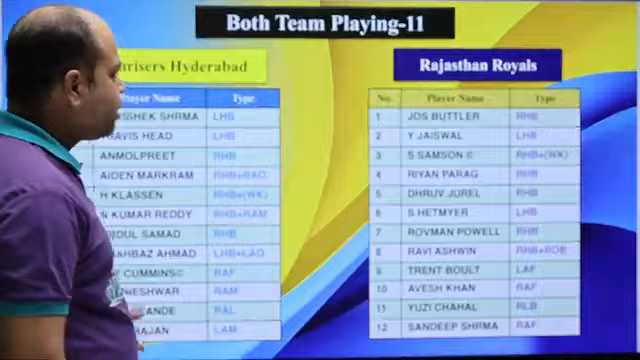 Both Team Playing-11
risers Hyderabad
Player Name Type
SHEK SHRMA LHB
AVIS HEAD LHB
ANMOLPREET RHB
AIDEN MARKRAM RHB+RAO
H KLASSEN RHB+(WK)
N KUMAR REDDY RHB+RAM
DUL SAMAD RHB
HBAZ AHMAD LHB+LAO
CUMMINS© RAF
NESHWAR RAM
ANDE RAL
RAJAN LAM
Rajasthan Royals
No. Player Name Type
1 JOS BUTTLER RHB
2 Y JAISWAL LHB
3 S SAMSON © RHB+(WK)
4 RIYAN PARAG RHB
5 DHRUV JUREL RHB
6 S HETMYER LHB
7 ROVMAN POWELL RHB
8 RAVI ASHWIN RHB+ROB
9 TRENT BOULT LAF
10 AVESH KHAN RAF
11 YUZI CHAHAL RLB
12 SANDEEP SHRMA RAF